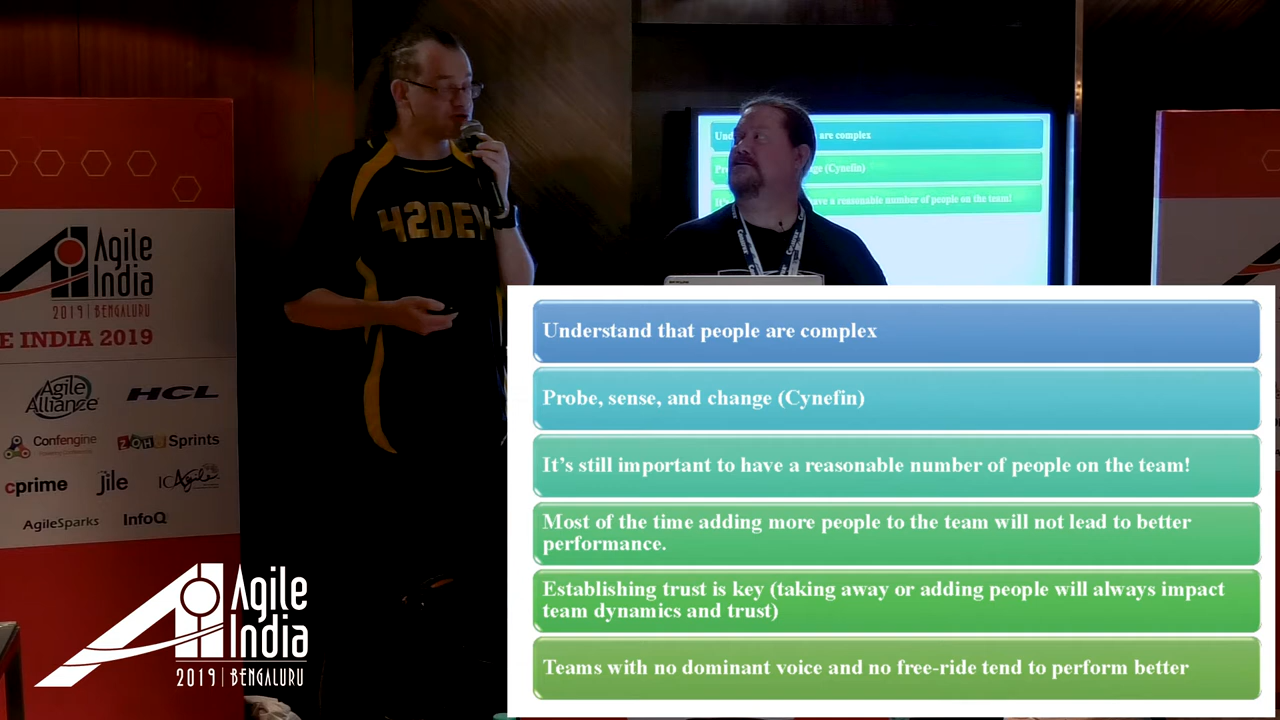 Agile
India
2019 | BENGALURU
E INDIA 2019
Agile
Alliance
HCL
Confengine
ZOHO Sprints
cprime
jile
ICAgile
AgileSparks
InfoQ
42DEV
Und
are complex
ge (Cynefin)
have a reasonable number of people on the team!
Understand that people are complex
Probe, sense, and change (Cynefin)
It’s still important to have a reasonable number of people on the team!
Most of the time adding more people to the team will not lead to better
performance.
Establishing trust is key (taking away or adding people will always impact
team dynamics and trust)
Teams with no dominant voice and no free-ride tend to perform better
Agile
India
2019 | BENGALURU